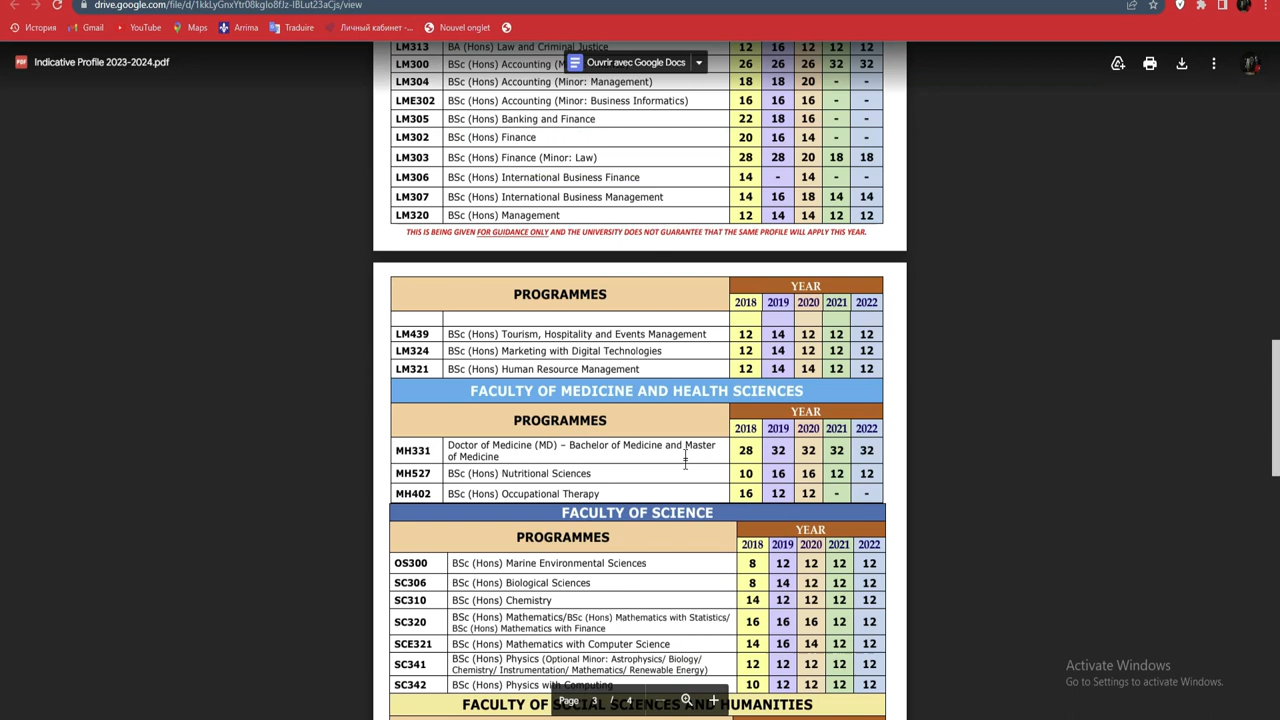 drive.google.com/file/d/1kkLyGnxYtr08kgIo8fJz-IBLut23aCjs/view
История Gmail YouTube Maps Arrima Traduire Личный кабинет -... Nouvel onglet
Indicative Profile 2023-2024.pdf
Ouvrir avec Google Docs
LM313 BA (Hons) Law and Criminal Justice 12 16 12 12 12
LM300 BSc (Hons) Accounting 26 26 26 32 32
LM304 BSc (Hons) Accounting (Minor: Management) 18 18 20 - -
LME302 BSc (Hons) Accounting (Minor: Business Informatics) 16 16 16 - -
LM305 BSc (Hons) Banking and Finance 22 18 16 - -
LM302 BSc (Hons) Finance 20 16 14 - -
LM303 BSc (Hons) Finance (Minor: Law) 28 28 20 18 18
LM306 BSc (Hons) International Business Finance 14 - 14 - -
LM307 BSc (Hons) International Business Management 14 16 18 14 14
LM320 BSc (Hons) Management 12 14 14 12 12
THIS IS BEING GIVEN FOR GUIDANCE ONLY AND THE UNIVERSITY DOES NOT GUARANTEE THAT THE SAME PROFILE WILL APPLY THIS YEAR.
PROGRAMMES YEAR
2018 2019 2020 2021 2022
LM439 BSc (Hons) Tourism, Hospitality and Events Management 12 14 12 12 12
LM324 BSc (Hons) Marketing with Digital Technologies 12 14 12 12 12
LM321 BSc (Hons) Human Resource Management 12 14 14 12 12
FACULTY OF MEDICINE AND HEALTH SCIENCES
PROGRAMMES YEAR
2018 2019 2020 2021 2022
MH331 Doctor of Medicine (MD) – Bachelor of Medicine and Master of Medicine 28 32 32 32 32
MH527 BSc (Hons) Nutritional Sciences 10 16 16 12 12
MH402 BSc (Hons) Occupational Therapy 16 12 12 - -
FACULTY OF SCIENCE
PROGRAMMES YEAR
2018 2019 2020 2021 2022
OS300 BSc (Hons) Marine Environmental Sciences 8 12 12 12 12
SC306 BSc (Hons) Biological Sciences 8 14 12 12 12
SC310 BSc (Hons) Chemistry 14 12 12 12 12
SC320 BSc (Hons) Mathematics/BSc (Hons) Mathematics with Statistics/ BSc (Hons) Mathematics with Finance 16 16 16 12 12
SCE321 BSc (Hons) Mathematics with Computer Science 14 16 14 12 12
SC341 BSc (Hons) Physics (Optional Minor: Astrophysics/ Biology/ Chemistry/ Instrumentation/ Mathematics/ Renewable Energy) 12 12 12 12 12
SC342 BSc (Hons) Physics with Computing 10 12 12 12 12
FACULTY OF SOCIAL SCIENCES AND HUMANITIES
Page 3 / 4
Activate Windows
Go to Settings to activate Windows.